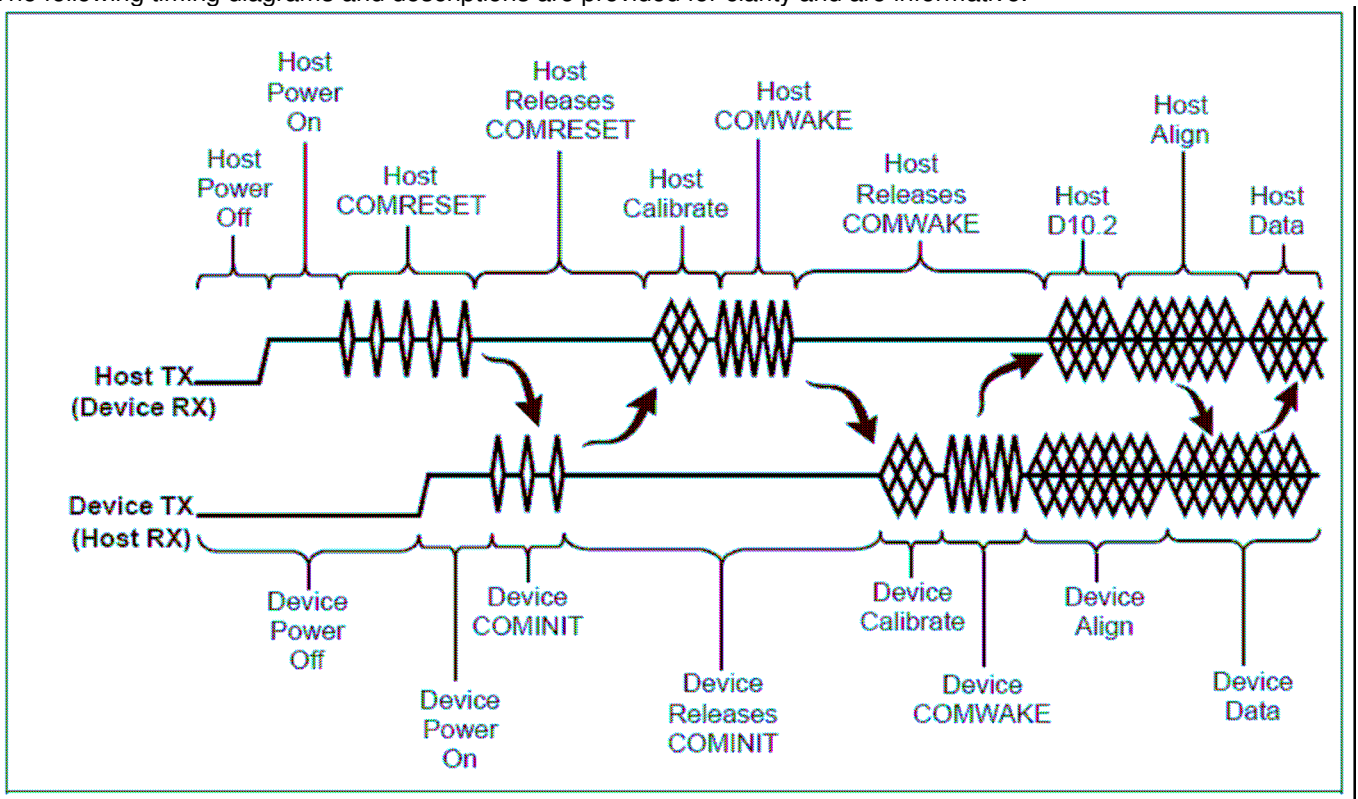 The following timing diagrams and descriptions are provided for clarity and are informative.
Host
Power
Off
Host
Power
On
Host
COMRESET
Host
Releases
COMRESET
Host
Calibrate
Host
COMWAKE
Host
Releases
COMWAKE
Host
D10.2
Host
Align
Host
Data
Host TX
(Device RX)
Device TX
(Host RX)
Device
Power
Off
Device
Power
On
Device
COMINIT
Device
Releases
COMINIT
Device
Calibrate
Device
COMWAKE
Device
Align
Device
Data